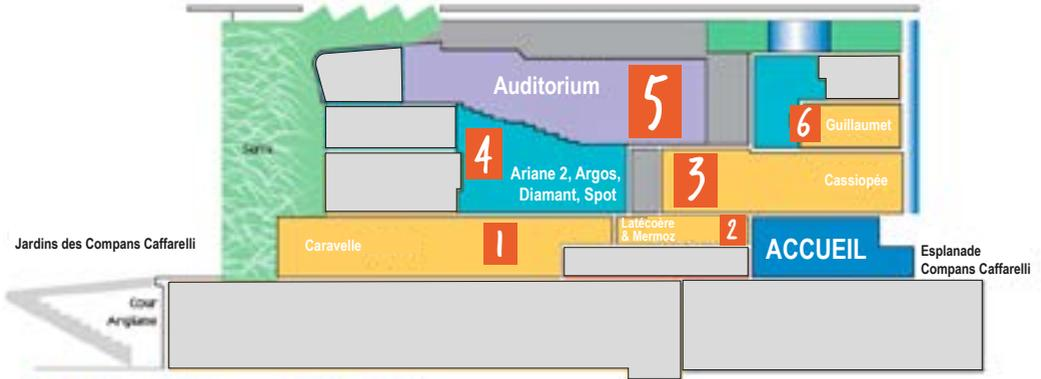 Auditorium
5
6
Guillaumet
Serre
4
Ariane 2, Argos,
Diamant, Spot
3
Cassiopée
Jardins des Compans Caffarelli
Caravelle
1
Latécoère
& Mermoz
2
ACCUEIL
Esplanade
Compans Caffarelli
Cour
Anglaise